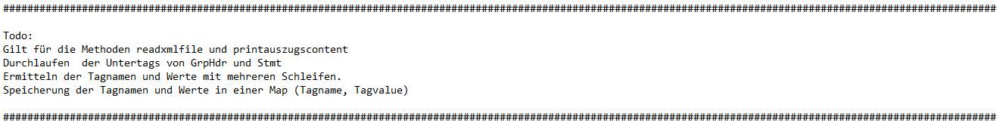 ####################################################################################################################################################################
Todo:
Gilt für die Methoden readxmlfile und printauszugscontent
Durchlaufen  der Untertags von GrpHdr und Stmt
Ermitteln der Tagnamen und Werte mit mehreren Schleifen.
Speicherung der Tagnamen und Werte in einer Map (Tagname, Tagvalue)
####################################################################################################################################################################